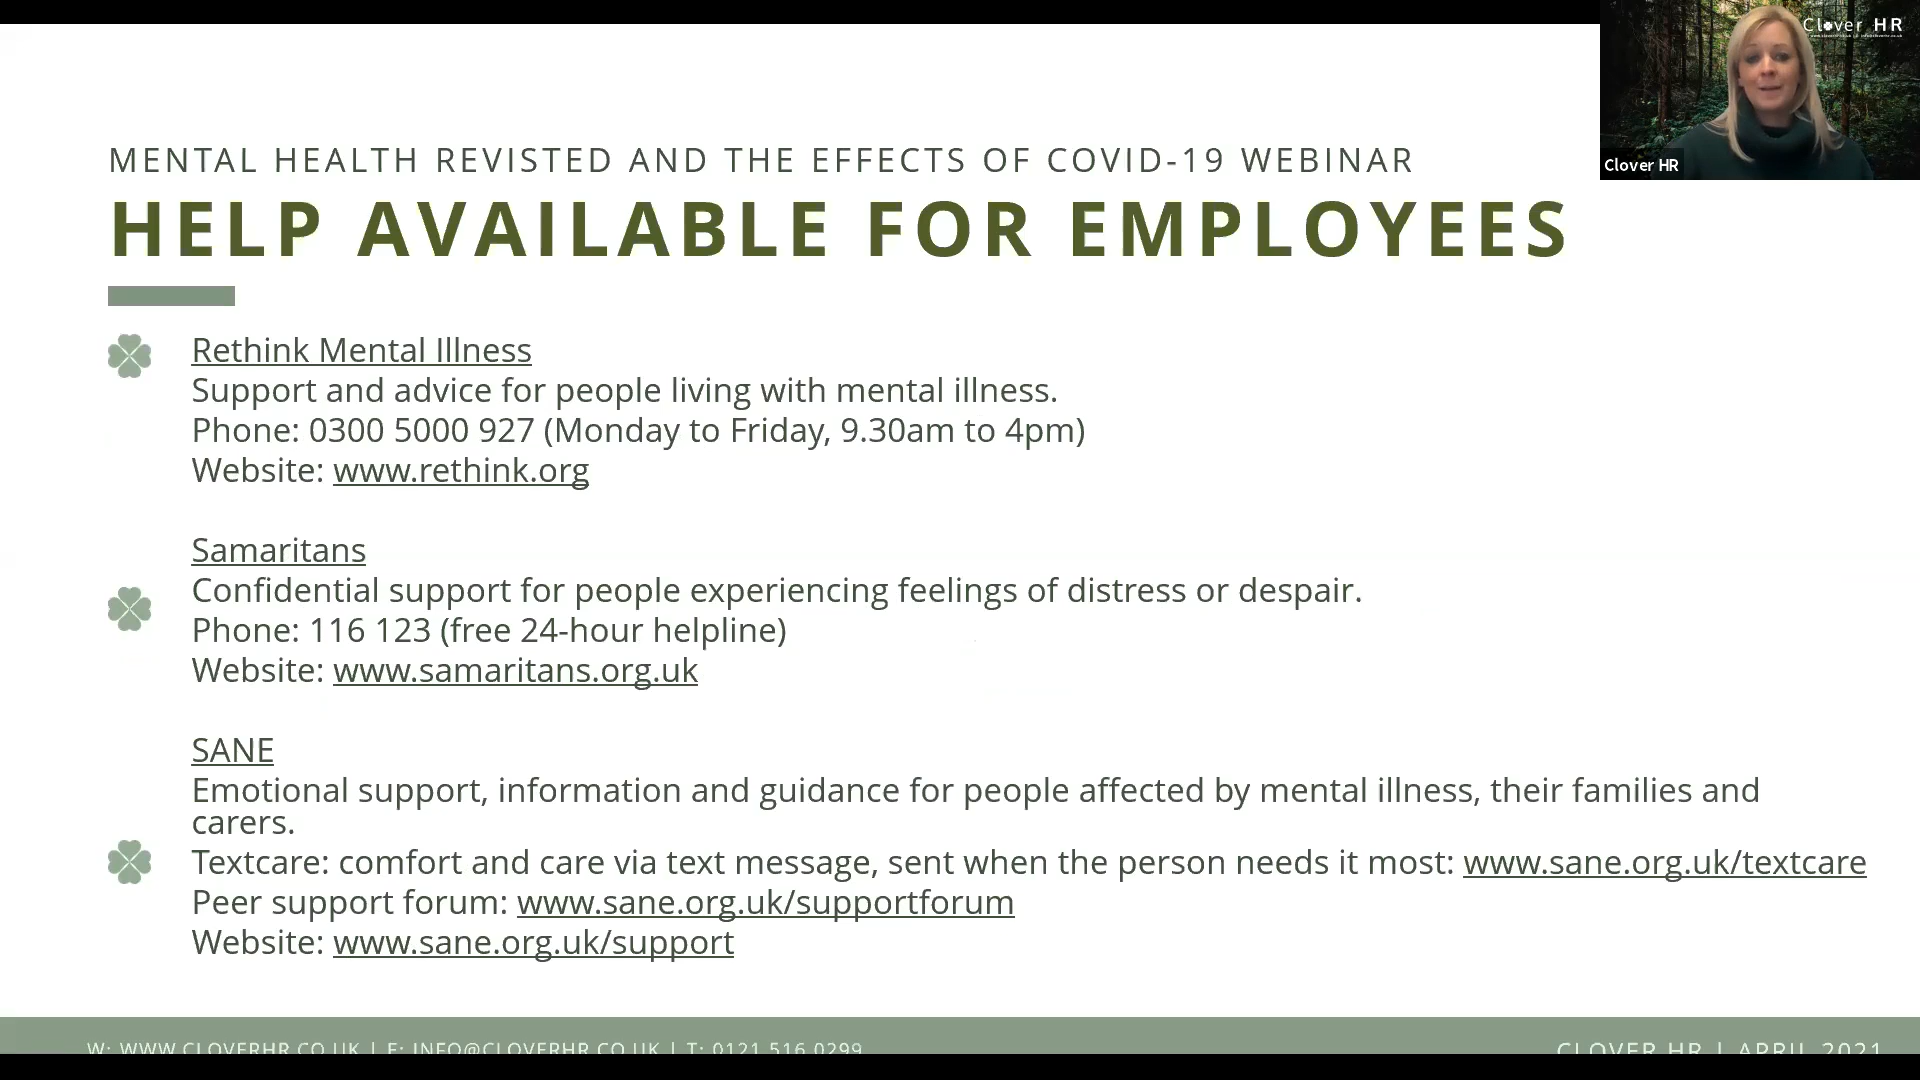 Clover HR
Clover HR
MENTAL HEALTH REVISTED AND THE EFFECTS OF COVID-19 WEBINAR
HELP AVAILABLE FOR EMPLOYEES
Rethink Mental Illness
Support and advice for people living with mental illness.
Phone: 0300 5000 927 (Monday to Friday, 9.30am to 4pm)
Website: www.rethink.org
Samaritans
Confidential support for people experiencing feelings of distress or despair.
Phone: 116 123 (free 24-hour helpline)
Website: www.samaritans.org.uk
SANE
Emotional support, information and guidance for people affected by mental illness, their families and
carers.
Textcare: comfort and care via text message, sent when the person needs it most: www.sane.org.uk/textcare
Peer support forum: www.sane.org.uk/supportforum
Website: www.sane.org.uk/support
W: WWW.CLOVERHR.CO.UK | E: INFO@CLOVERHR.CO.UK | T: 0121 516 0299
CLOVER HR | APRIL 2021